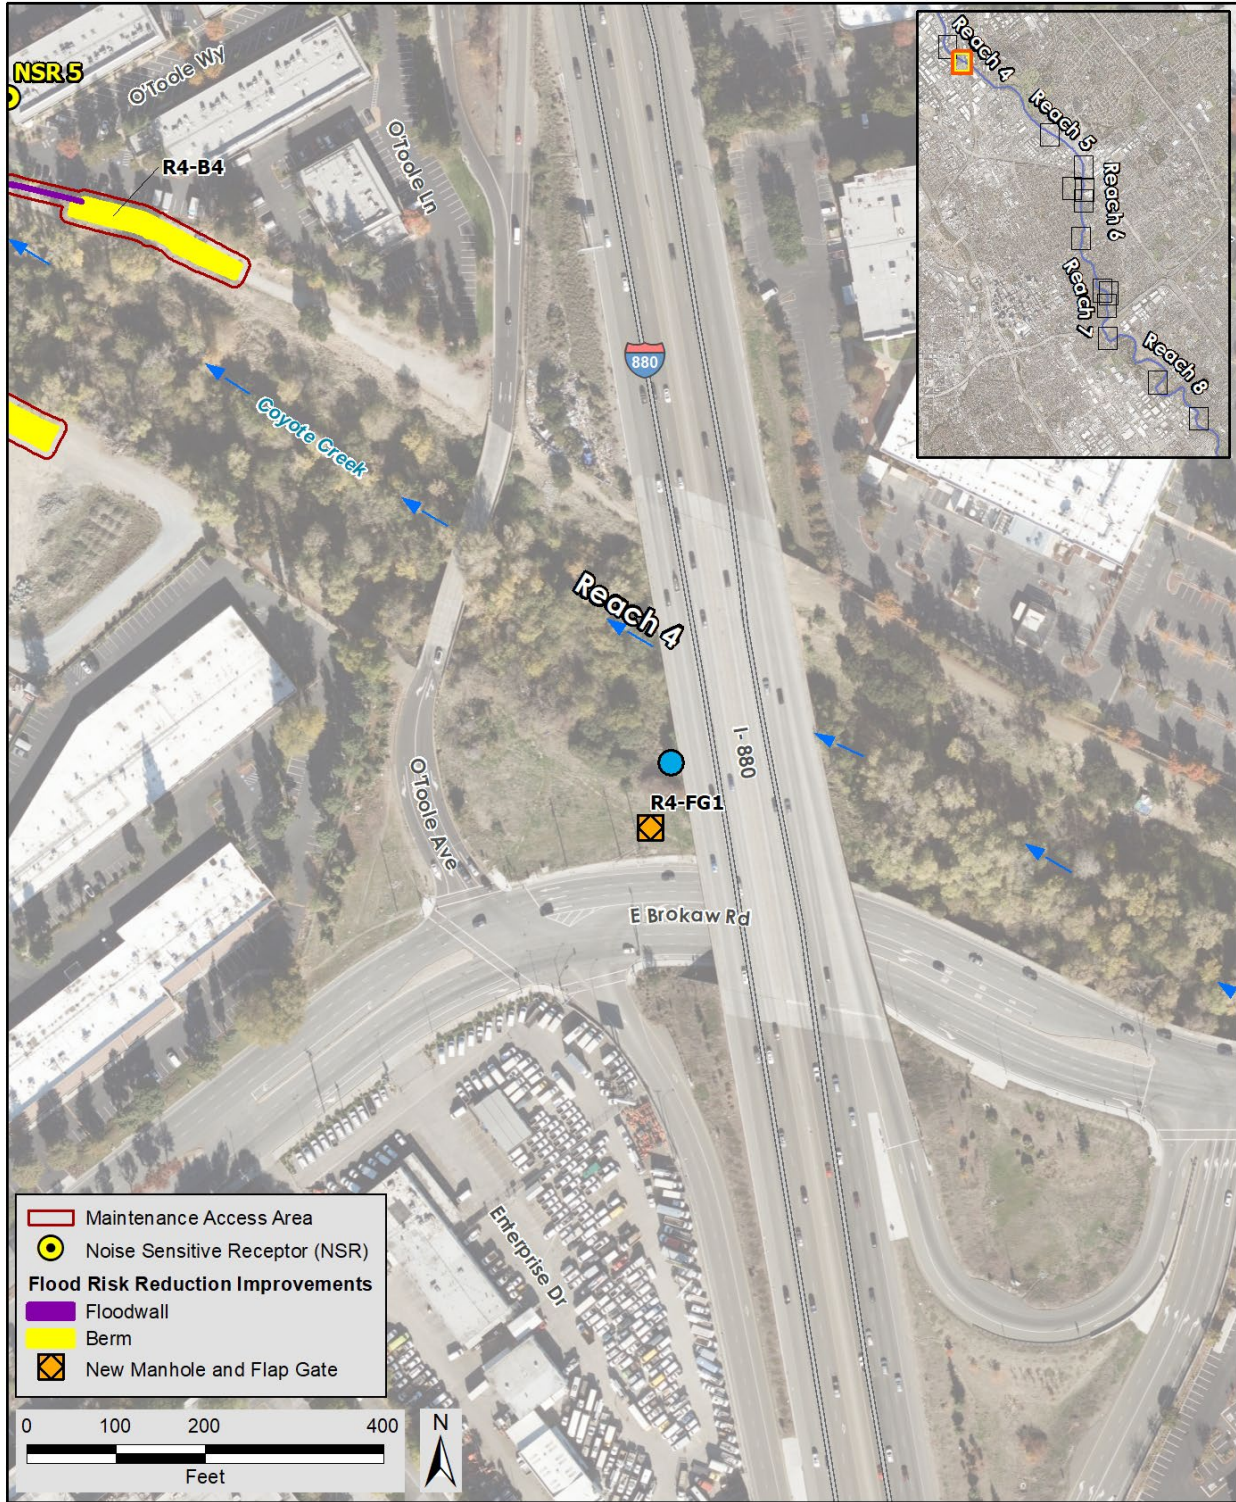 NSR 5
O'Toole Wy
O'Toole Ln
R4-B4
880
Coyote Creek
Reach 4
I- 880
R4-FG1
O'Toole Ave
E Brokaw Rd
Enterprise Dr
Reach 4
Reach 5
Reach 6
Reach 7
Reach 8
Maintenance Access Area
Noise Sensitive Receptor (NSR)
Flood Risk Reduction Improvements
Floodwall
Berm
New Manhole and Flap Gate
0 100 200 400
Feet
N